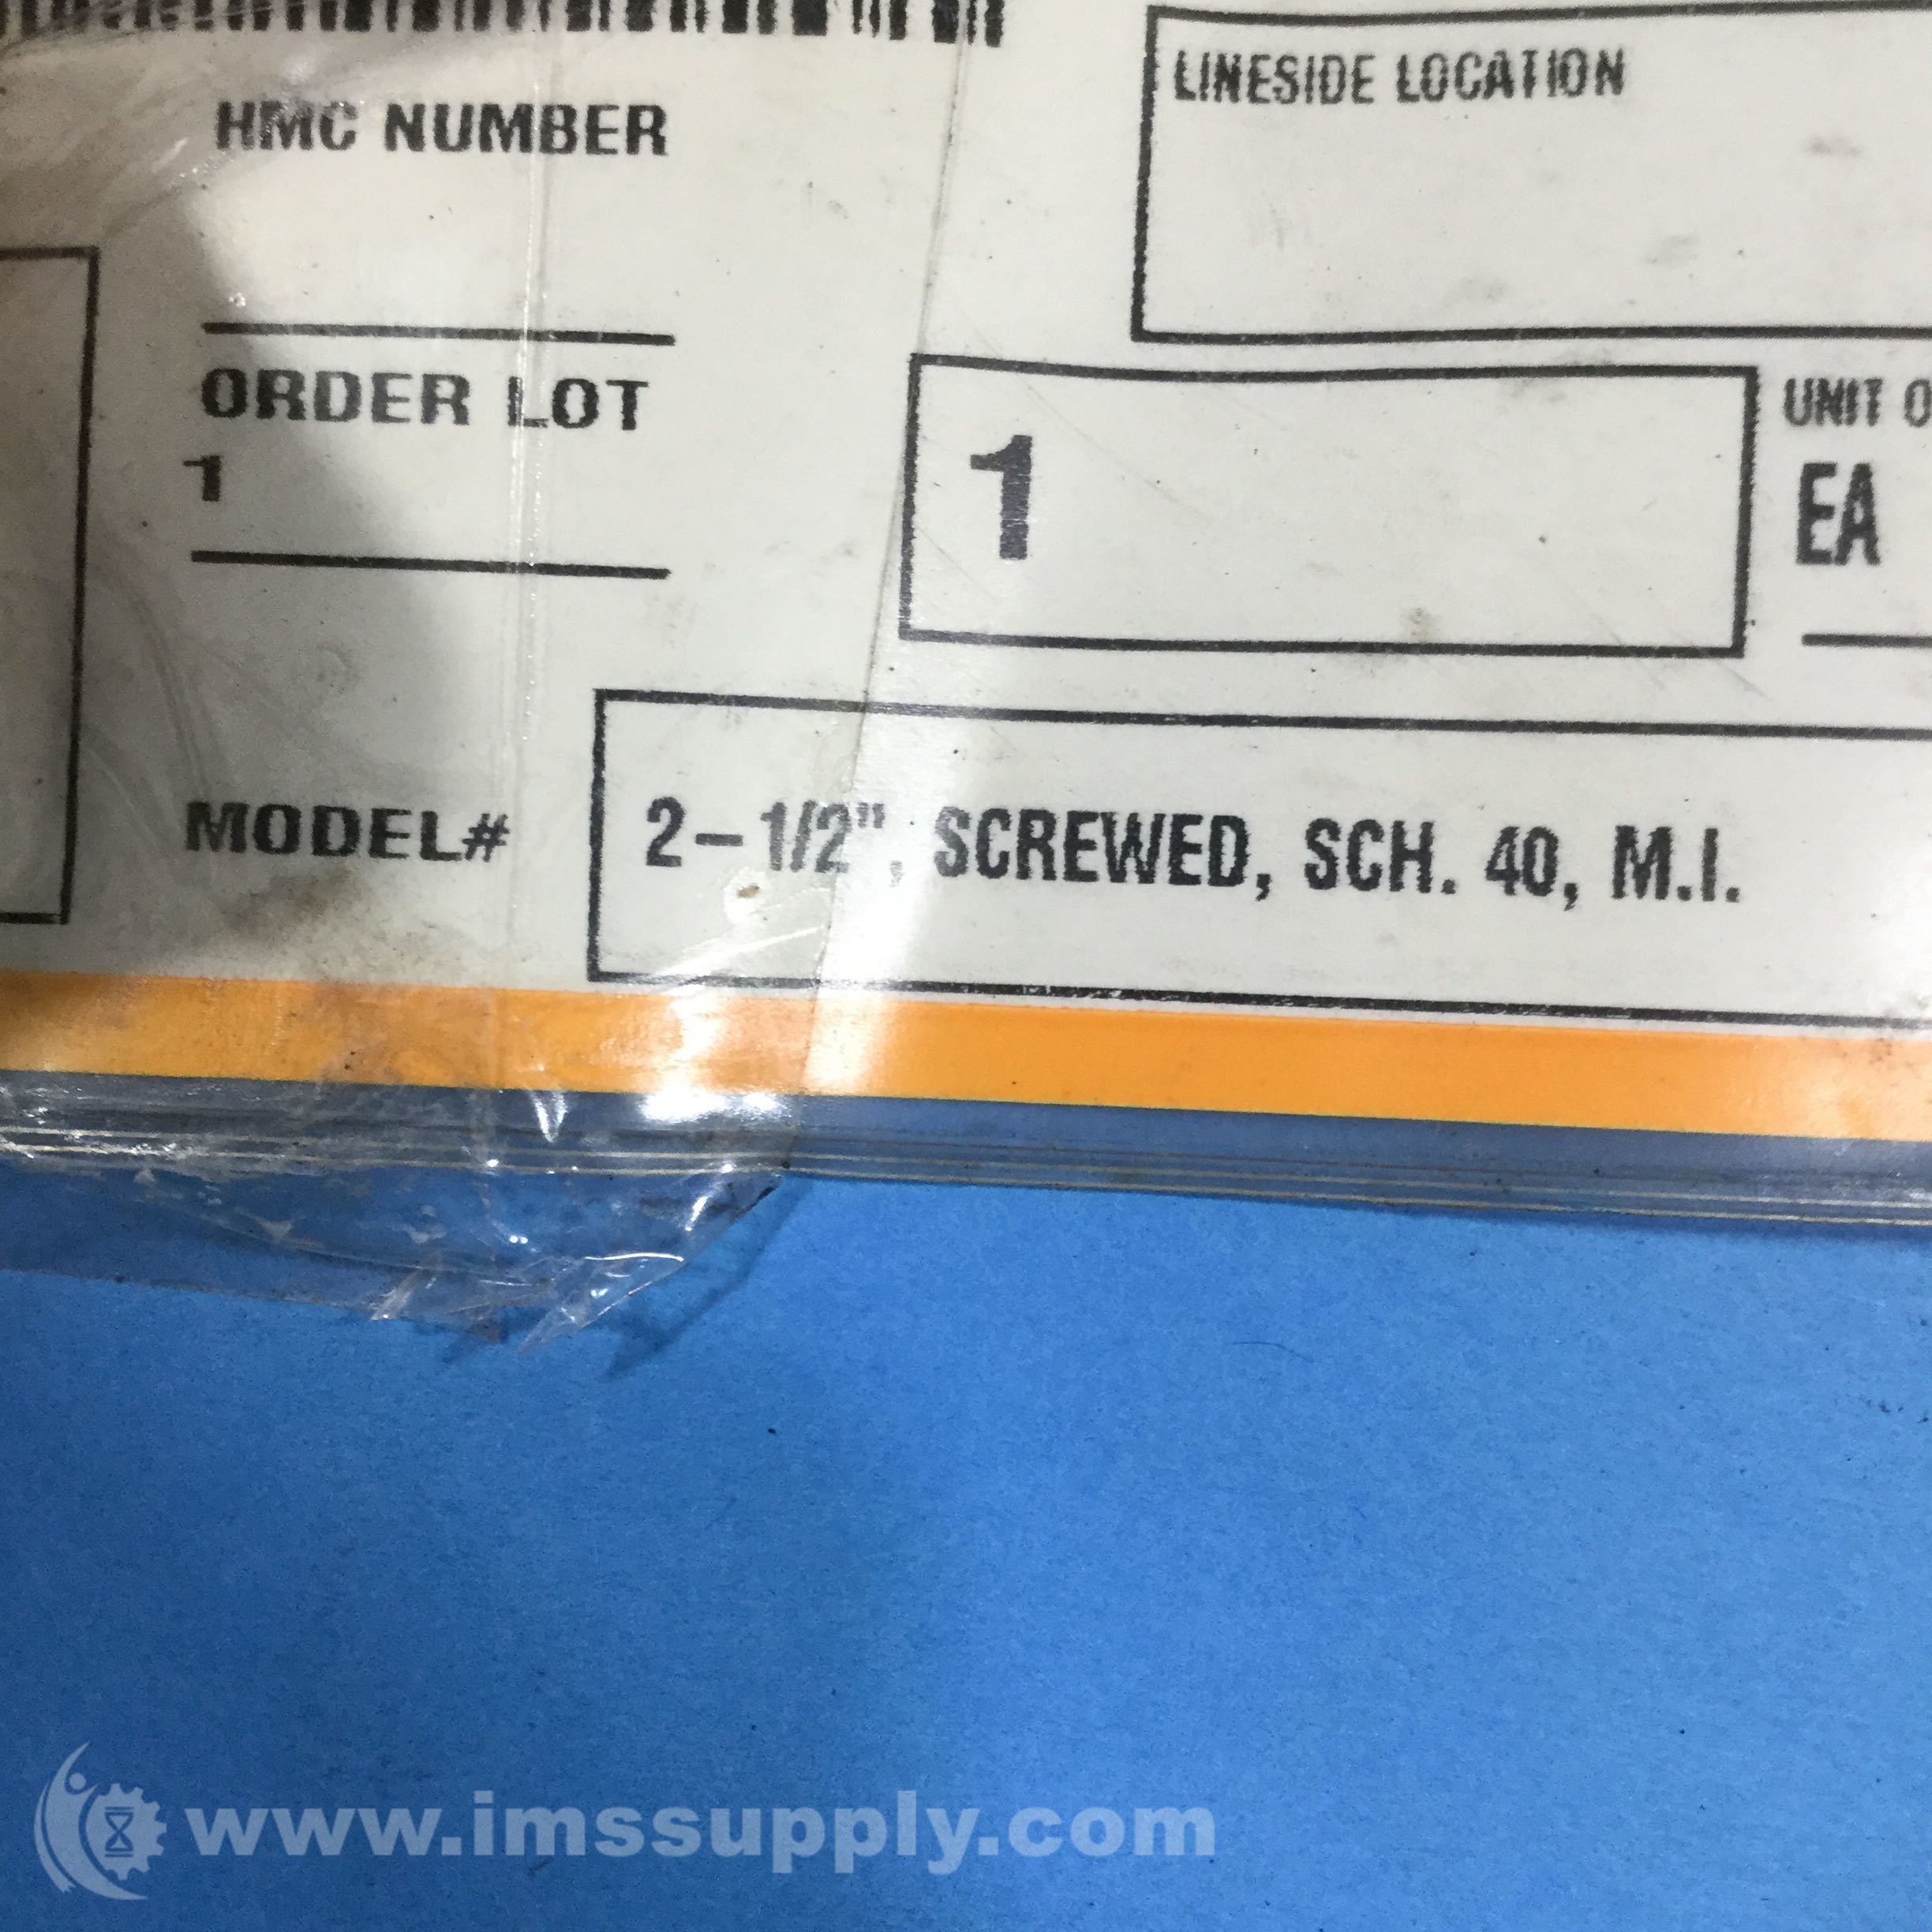 HMC NUMBER
LINESIDE LOCATION
ORDER LOT
1
1
UNIT O
EA
MODEL#
2-1/2", SCREWED, SCH. 40, M.I.
www.imssupply.com